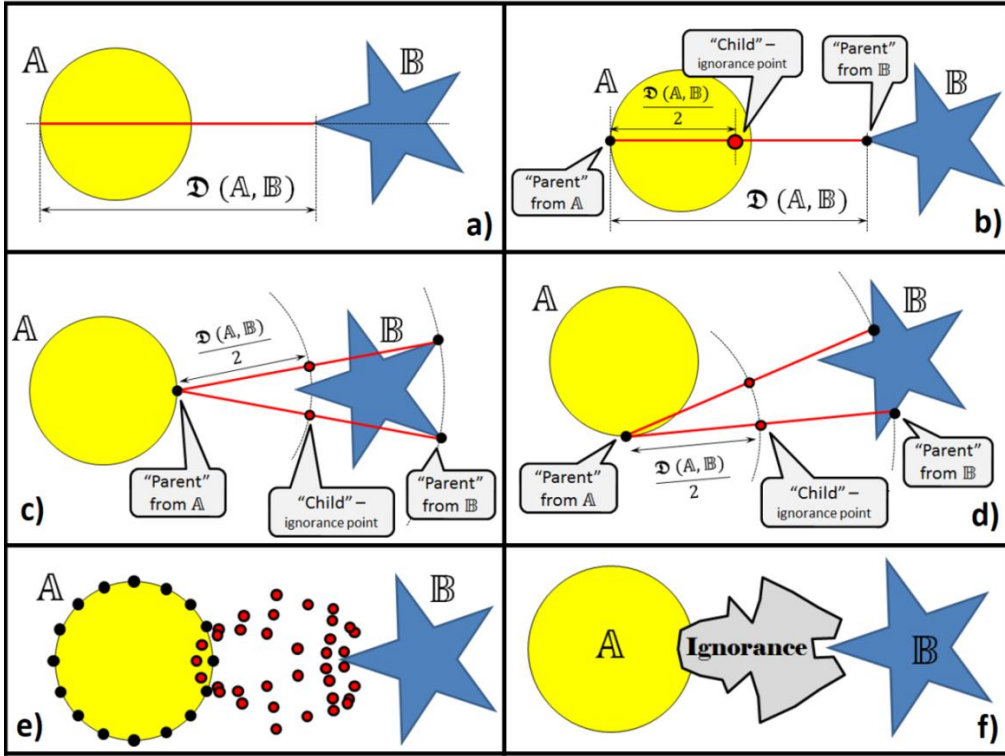 𝔸
𝔹
𝕯 (𝔸, 𝔹)
a)
"Child" –
ignorance point
"Parent"
from 𝔹
𝔸
𝔹
𝕯 (𝔸, 𝔹)
2
"Parent"
from 𝔸
𝕯 (𝔸, 𝔹)
b)
𝔸
𝔹
𝕯 (𝔸, 𝔹)
2
"Parent"
from 𝔸
"Child" –
ignorance point
"Parent"
from 𝔹
c)
𝔸
𝔹
𝕯 (𝔸, 𝔹)
2
"Parent"
from 𝔸
"Child" –
ignorance point
"Parent"
from 𝔹
d)
𝔸
𝔹
e)
𝔸
Ignorance
𝔹
f)